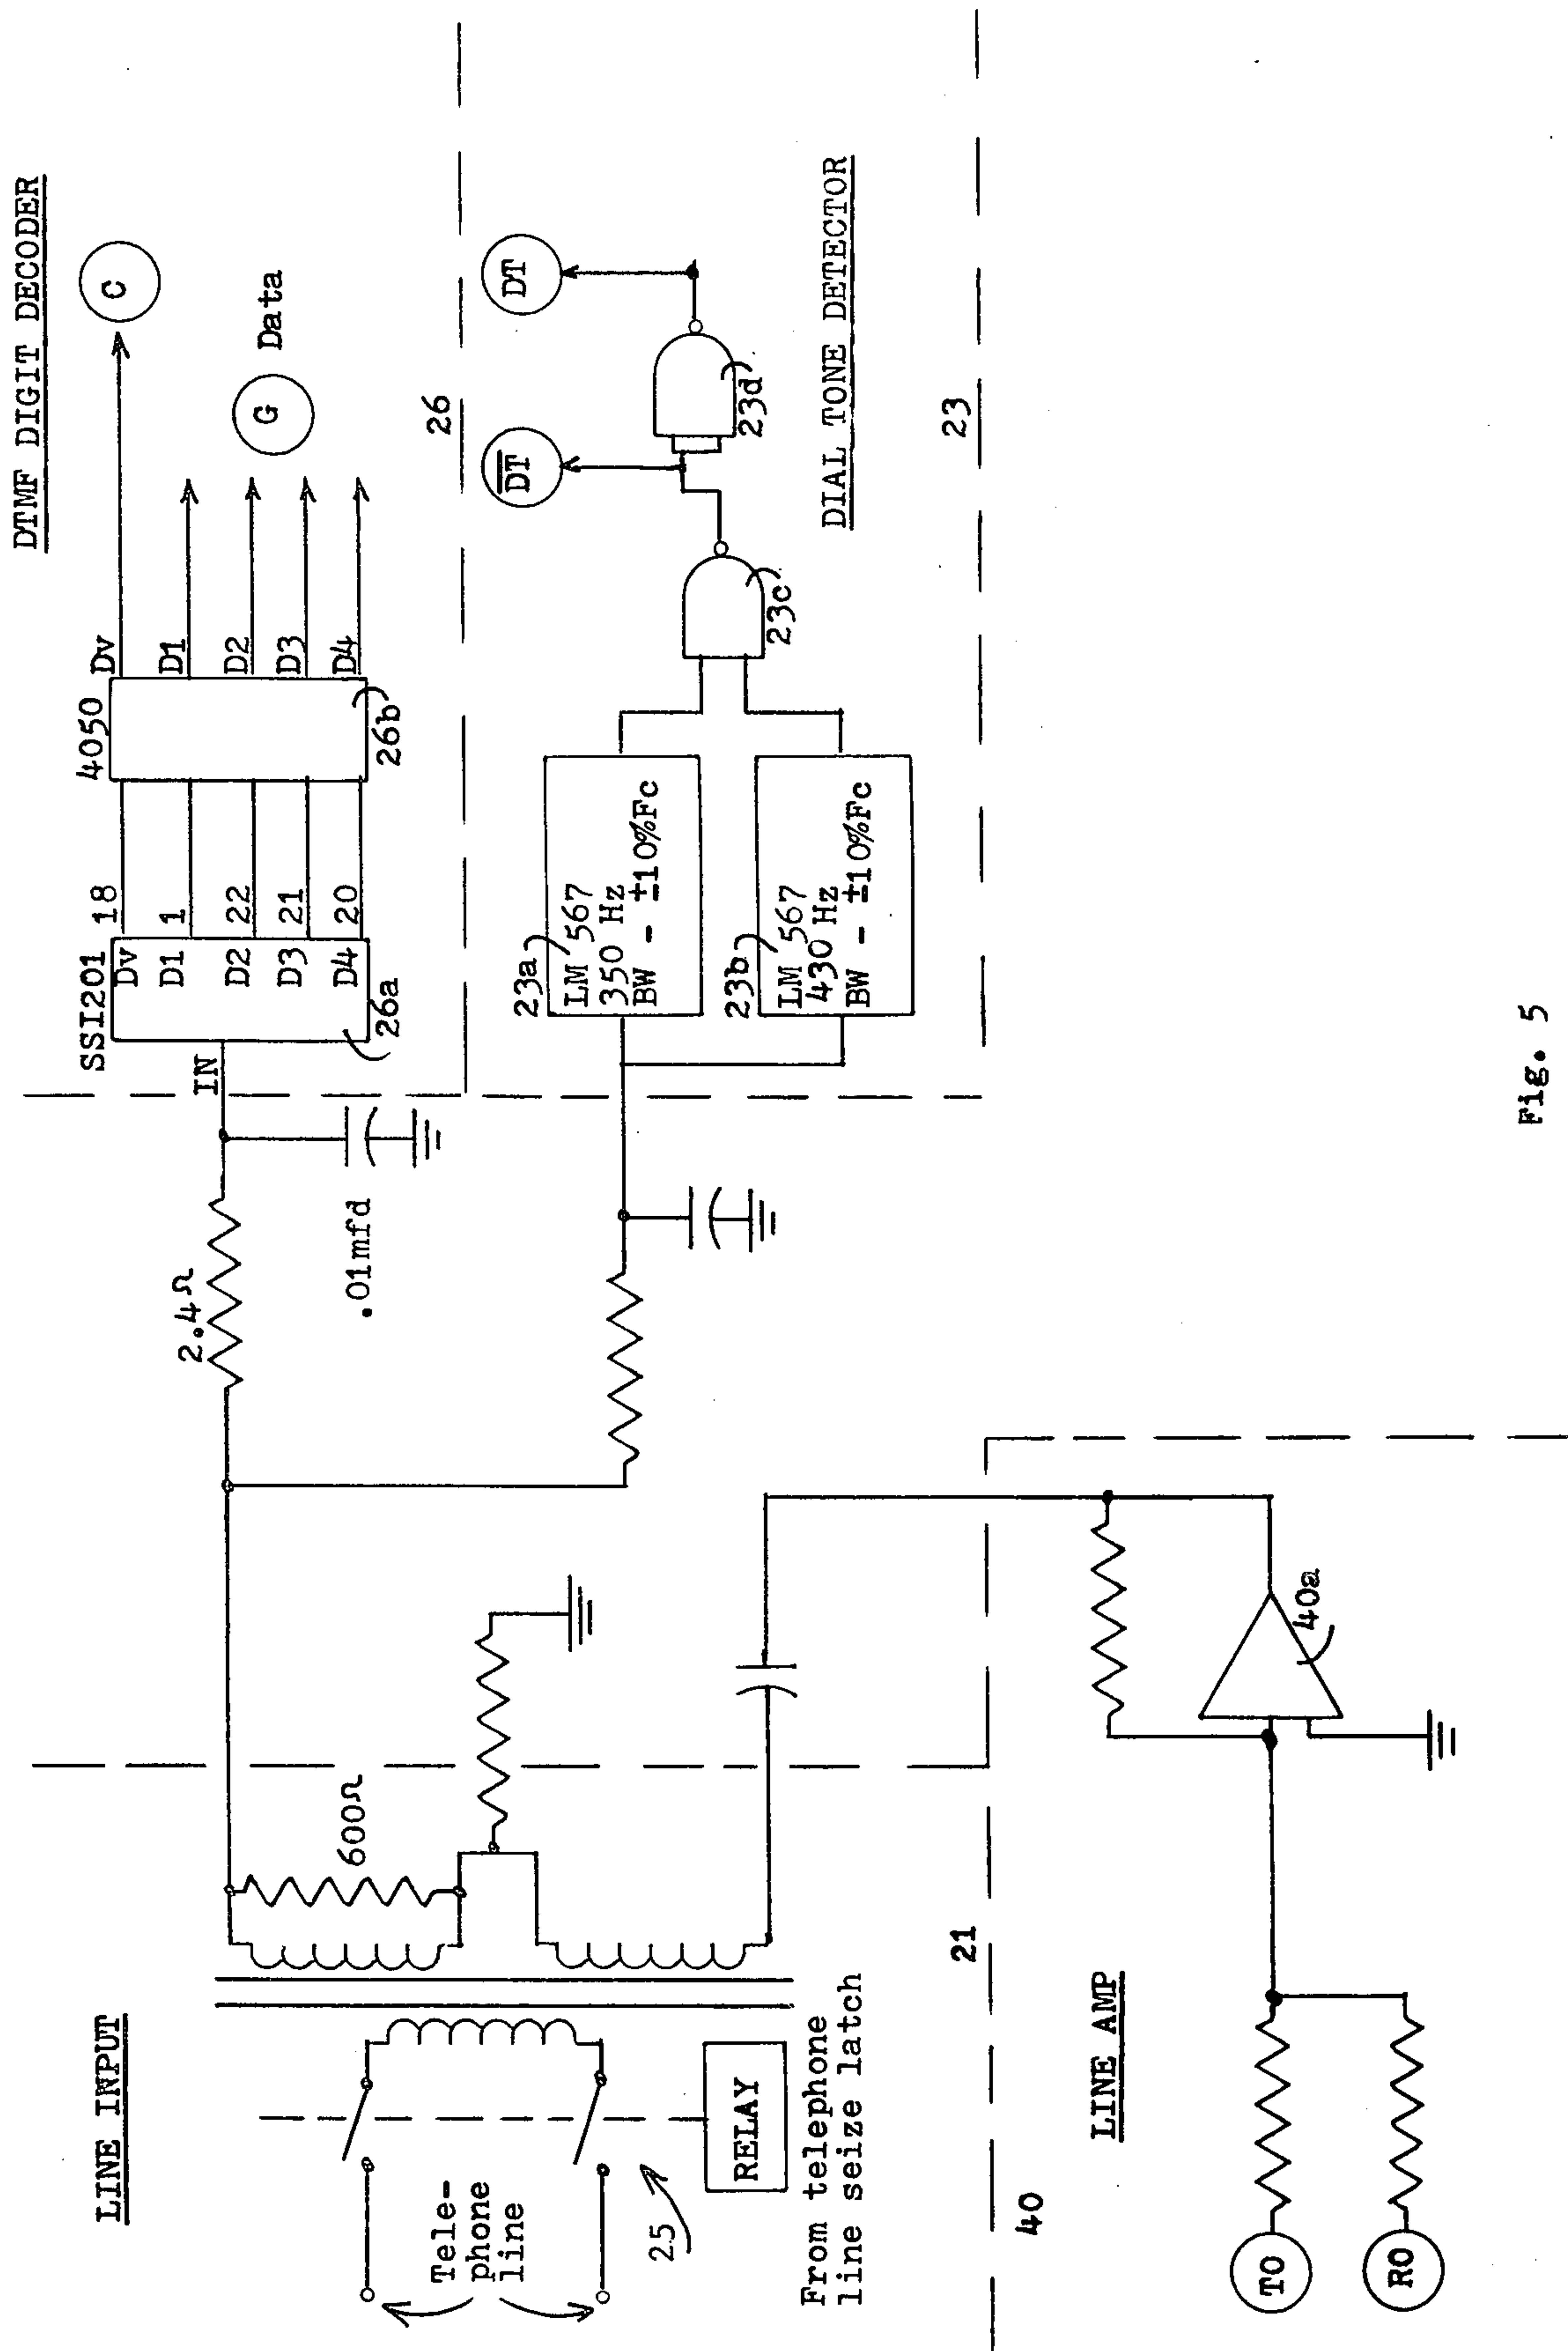 LINE INPUT
Tele-
phone
line
25
RELAY
From telephone
line seize latch
600Ω
21
40
LINE AMP
TO
RO
40a
2.4Ω
.01mfd
DTMF DIGIT DECODER
IN
SSI201
Dv
D1
D2
D3
D4
26a
18
1
22
21
20
4050
26b
Dv
D1
D2
D3
D4
C
G
Data
26
23a
LM 567
350 Hz
BW - ±10%Fc
23b
LM 567
430 Hz
BW - ±10%Fc
23c
D̅T̅
23d
DT
DIAL TONE DETECTOR
23
Fig. 5